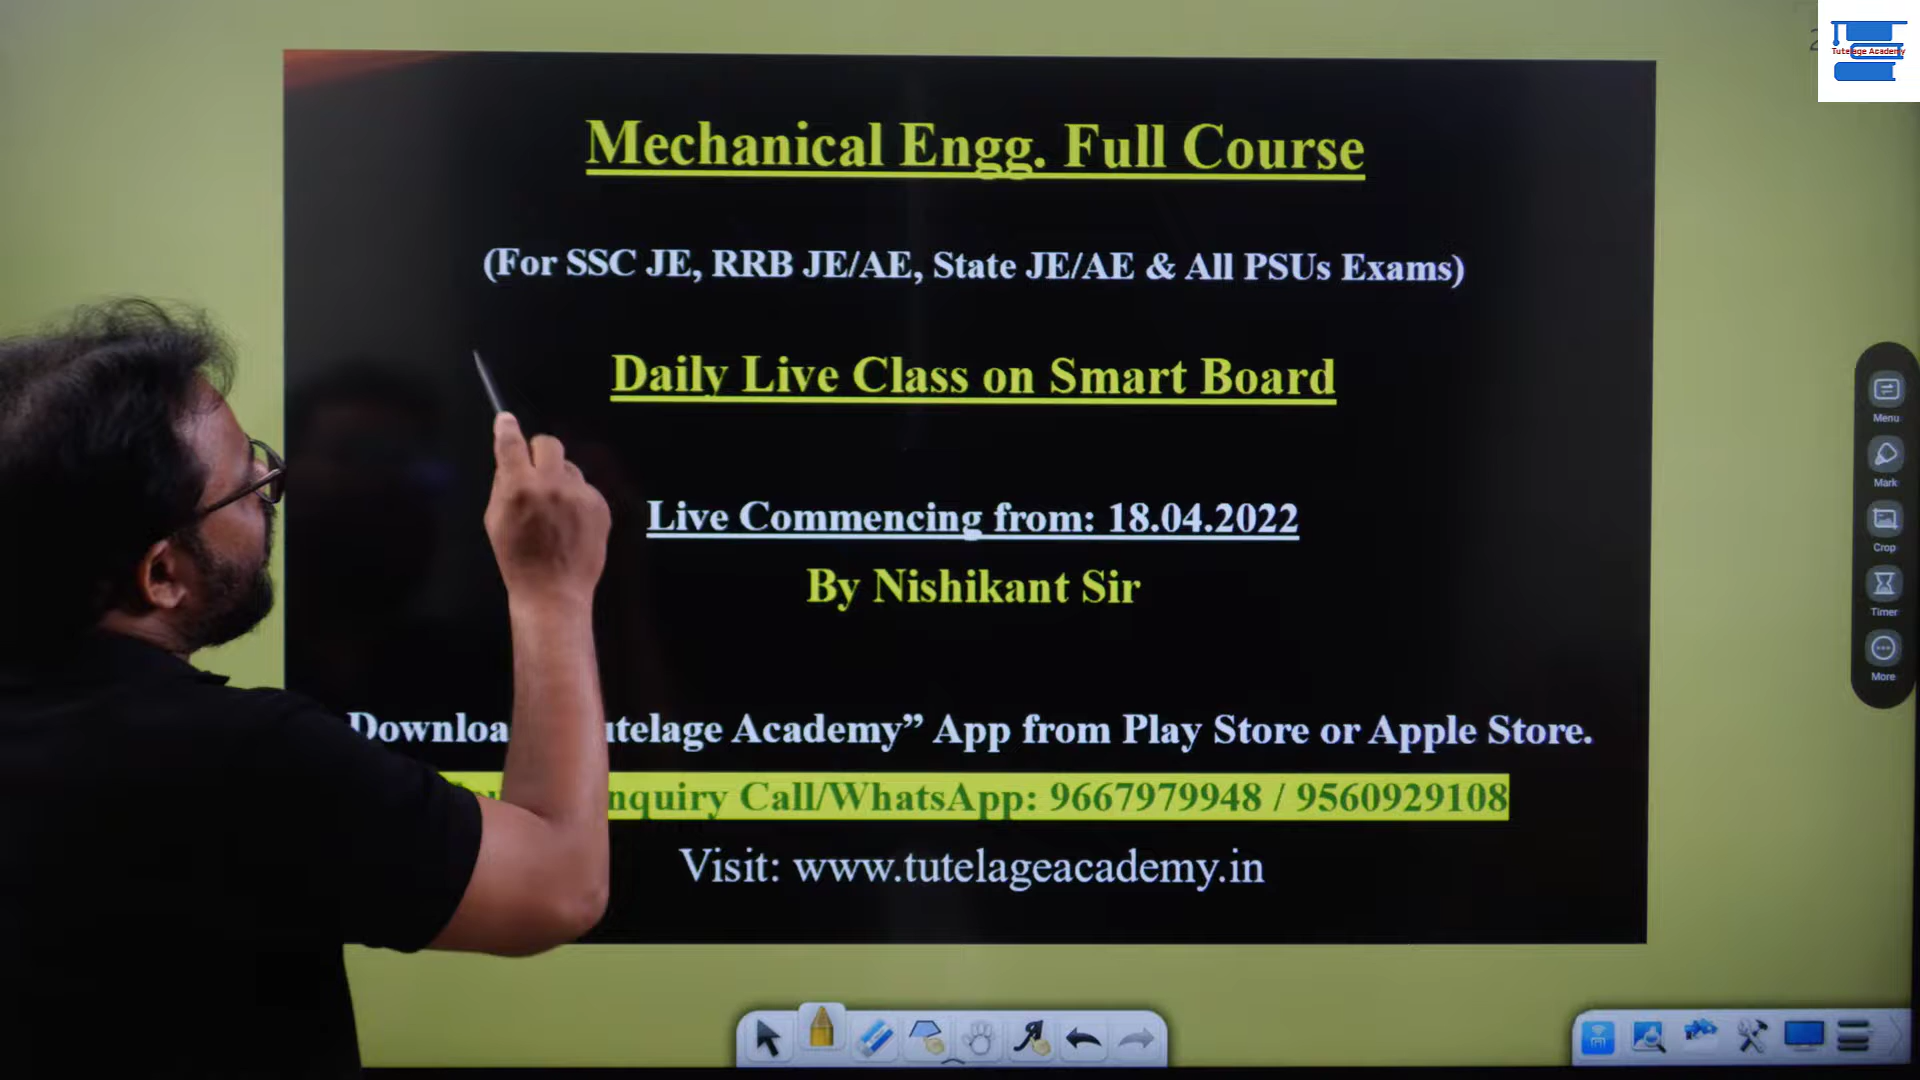 Tutelage Academy
Mechanical Engg. Full Course
(For SSC JE, RRB JE/AE, State JE/AE & All PSUs Exams)
Daily Live Class on Smart Board
Live Commencing from: 18.04.2022
By Nishikant Sir
Downloa utelage Academy” App from Play Store or Apple Store.
nquiry Call/WhatsApp: 9667979948 / 9560929108
Visit: www.tutelageacademy.in
Menu
Mark
Crop
Timer
More